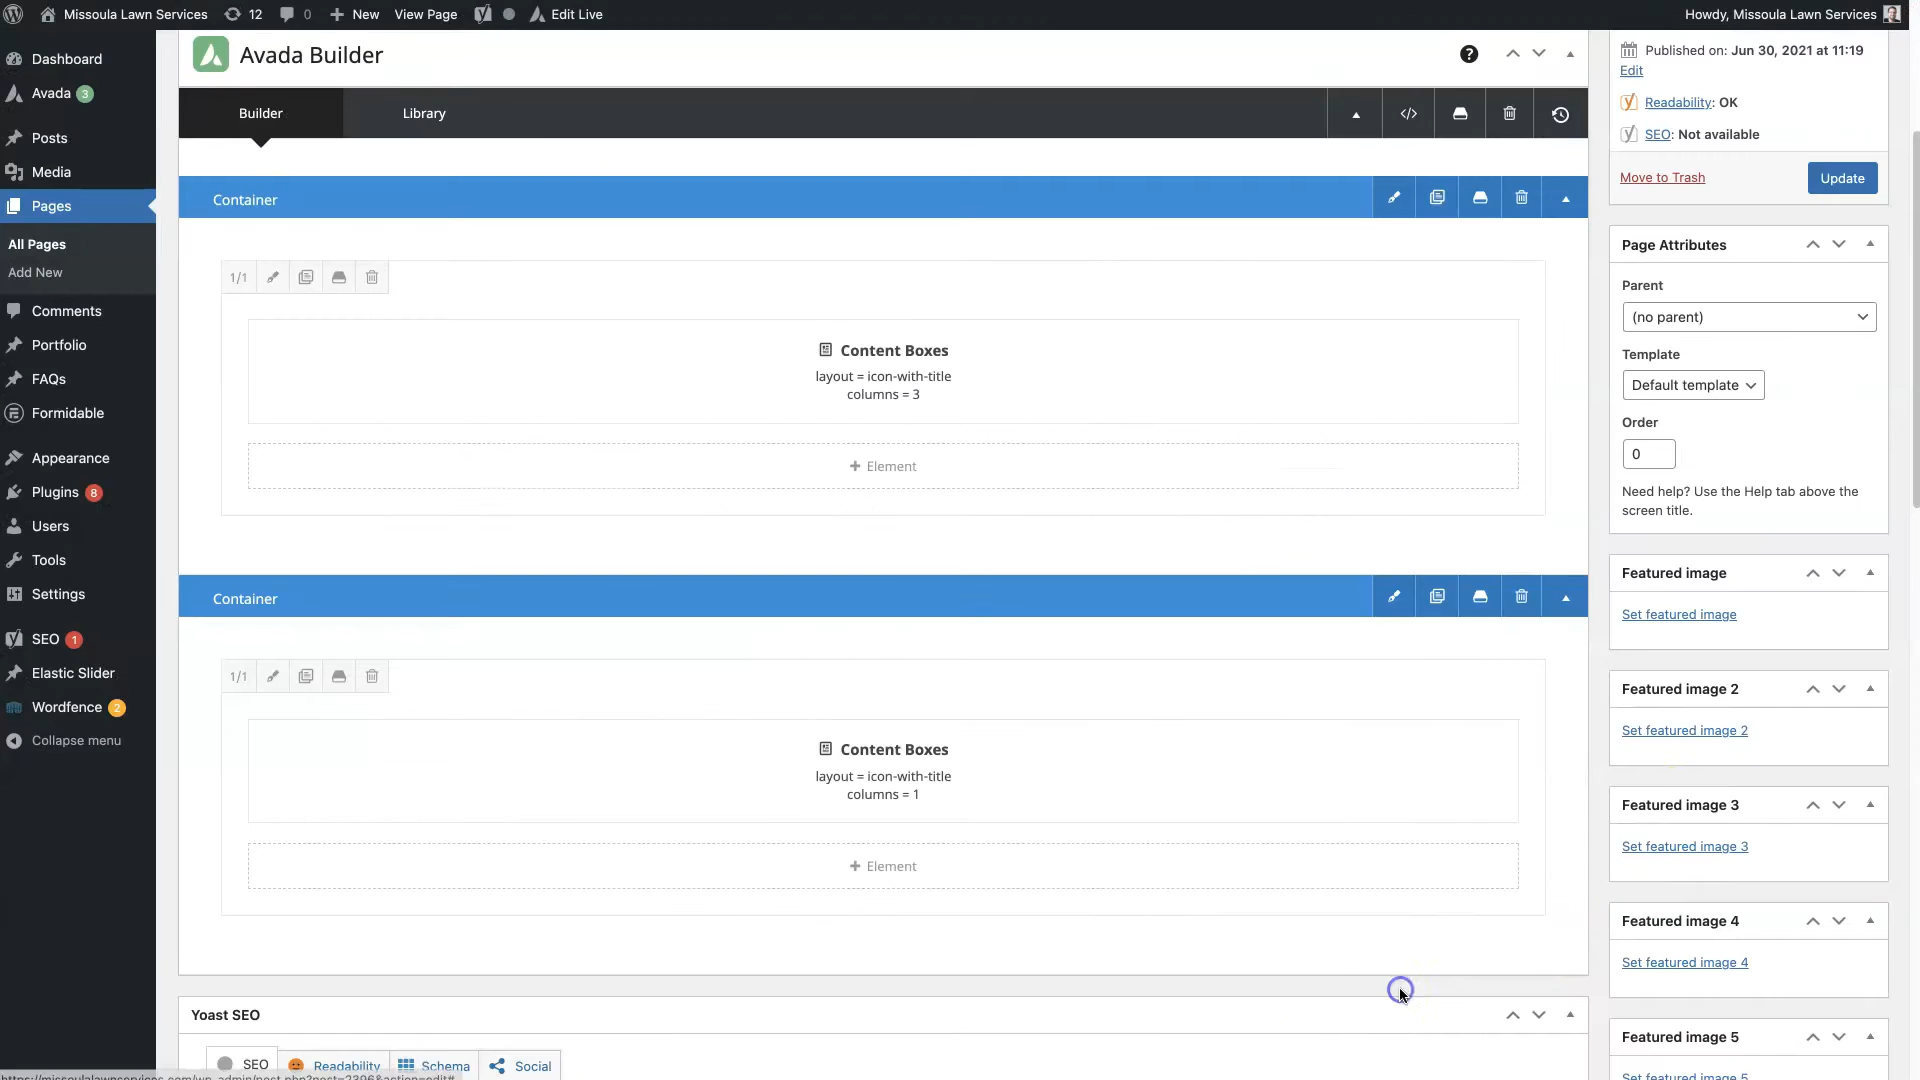 Missoula Lawn Services
12
0
New
View Page
Edit Live
Howdy, Missoula Lawn Services
Dashboard
Avada 3
Posts
Media
Pages
All Pages
Add New
Comments
Portfolio
FAQs
Formidable
Appearance
Plugins 8
Users
Tools
Settings
SEO 1
Elastic Slider
Wordfence 2
Collapse menu
Avada Builder
Builder
Library
Container
1/1
Content Boxes
layout = icon-with-title
columns = 3
+ Element
Container
1/1
Content Boxes
layout = icon-with-title
columns = 1
+ Element
Yoast SEO
SEO
Readability
Schema
Social
Published on: Jun 30, 2021 at 11:19
Edit
Readability: OK
SEO: Not available
Move to Trash
Update
Page Attributes
Parent
(no parent)
Template
Default template
Order
0
Need help? Use the Help tab above the
screen title.
Featured image
Set featured image
Featured image 2
Set featured image 2
Featured image 3
Set featured image 3
Featured image 4
Set featured image 4
Featured image 5
Set featured image 5